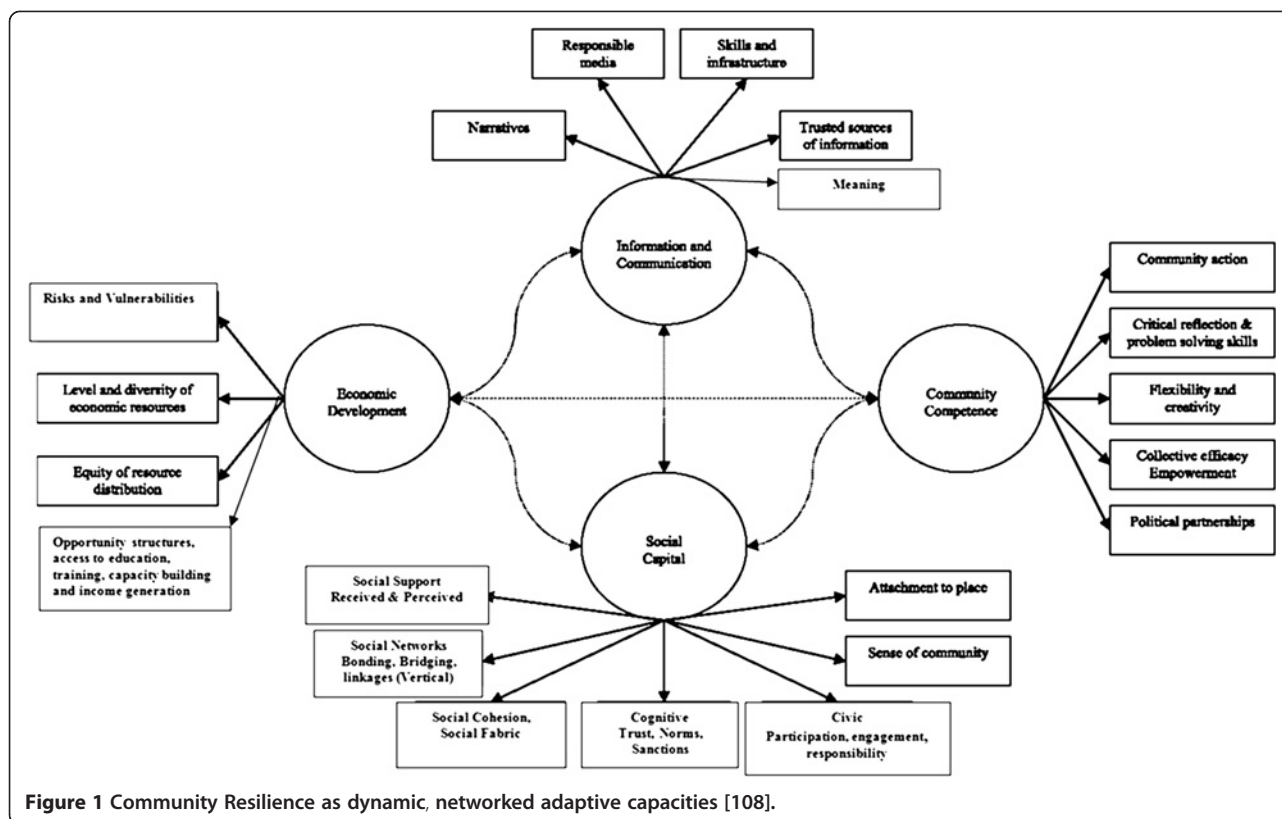 Responsible
media
Skills and
infrastructure
Narratives
Trusted sources
of information
Meaning
Information and
Communication
Risks and Vulnerabilities
Level and diversity of
economic resources
Equity of resource
distribution
Opportunity structures,
access to education,
training, capacity building
and income generation
Economic
Development
Community
Competence
Community action
Critical reflection &
problem solving skills
Flexibility and
creativity
Collective efficacy
Empowerment
Political partnerships
Social
Capital
Social Support
Received & Perceived
Social Networks
Bonding, Bridging,
linkages (Vertical)
Social Cohesion,
Social Fabric
Cognitive
Trust, Norms,
Sanctions
Civic
Participation, engagement,
responsibility
Attachment to place
Sense of community
Figure 1 Community Resilience as dynamic, networked adaptive capacities [108].